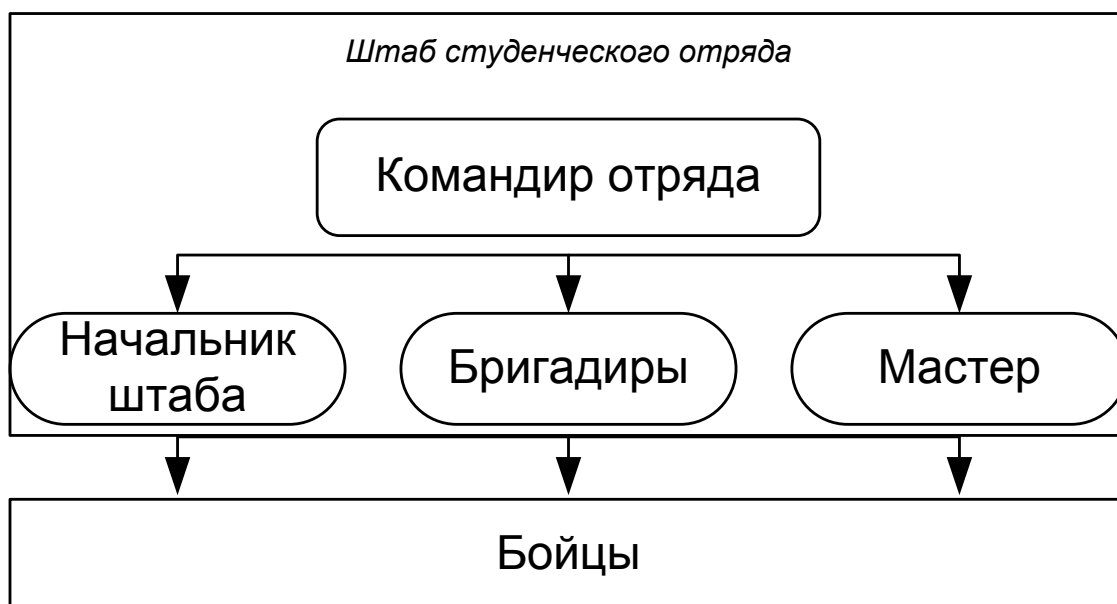 Штаб студенческого отряда
Командир отряда
Начальник
штаба
Бригадиры
Мастер
Бойцы